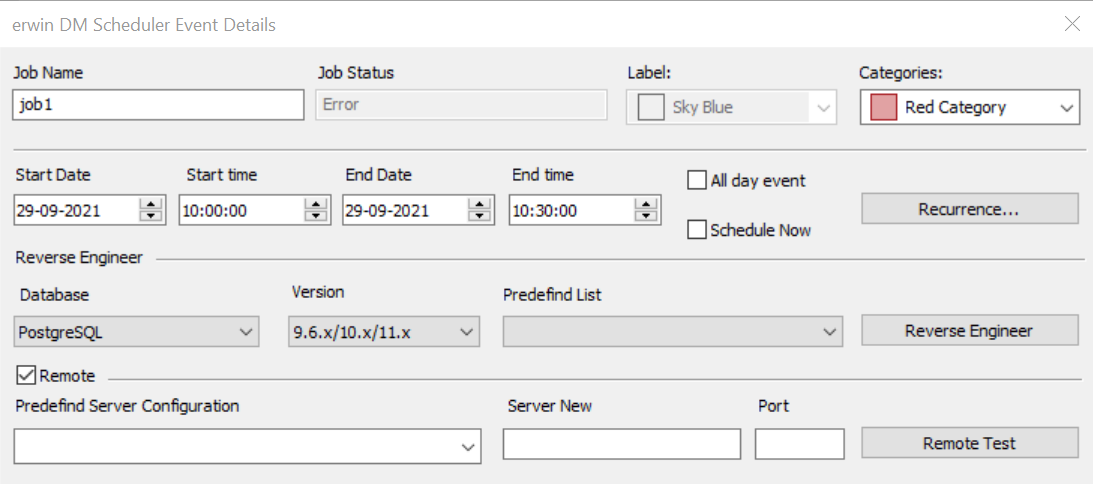 erwin DM Scheduler Event Details
Job Name Job Status Label: Categories:
job1 Error Sky Blue Red Category
Start Date Start time End Date End time
All day event
29-09-2021 10:00:00 29-09-2021 10:30:00 Recurrence...
Schedule Now
Reverse Engineer
Database Version Predefind List
PostgreSQL 9.6.x/10.x/11.x Reverse Engineer
Remote
Predefind Server Configuration Server New Port
Remote Test